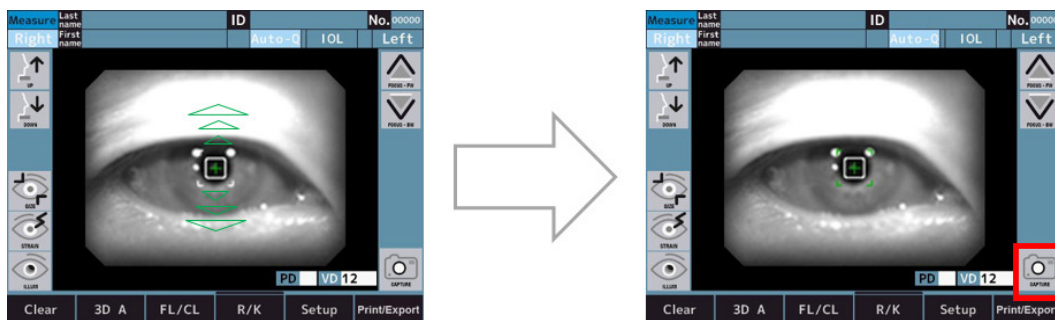 Measure Last name ID No. 00000
Right First name Auto-Q IOL Left
UP
FOCUS - FW
DOWN
FOCUS - BW
SIZE
STRAIN
ILLUM
PD VD 12
CAPTURE
Clear 3D A FL/CL R/K Setup Print/Export
Measure Last name ID No. 00000
Right First name Auto-Q IOL Left
UP
FOCUS - FW
DOWN
FOCUS - BW
SIZE
STRAIN
ILLUM
PD VD 12
CAPTURE
Clear 3D A FL/CL R/K Setup Print/Export